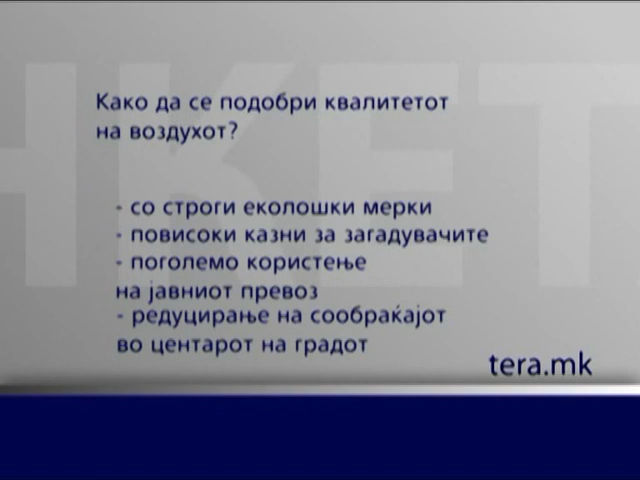 Како да се подобри квалитетот
на воздухот?
- со строги еколошки мерки
- повисоки казни за загадувачите
- поголемо користење
на јавниот превоз
- редуцирање на сообраќајот
во центарот на градот
tera.mk
НКЕТ